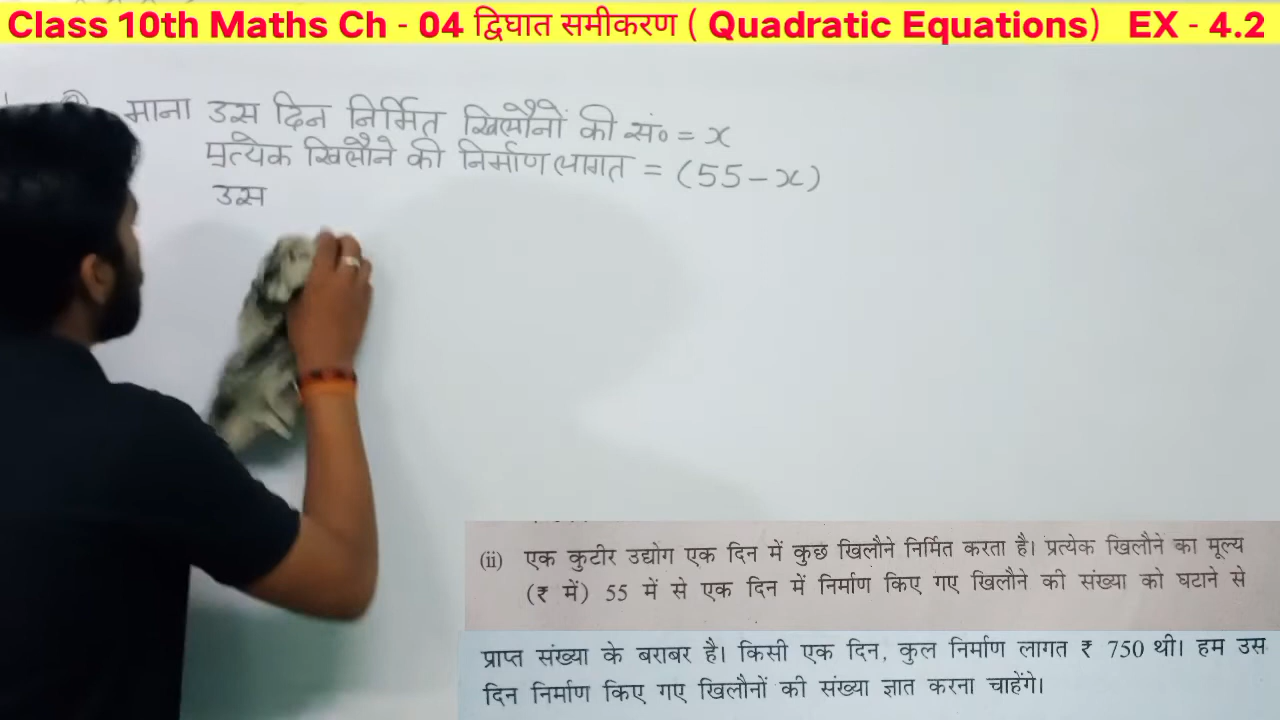 Class 10th Maths Ch - 04 द्विघात समीकरण ( Quadratic Equations)   EX - 4.2
माना उस दिन निर्मित खिलौनों की सं० = x
प्रत्येक खिलौने की निर्माण लागत = (55 - x)
उस
(ii) एक कुटीर उद्योग एक दिन में कुछ खिलौने निर्मित करता है। प्रत्येक खिलौने का मूल्य
(₹ में) 55 में से एक दिन में निर्माण किए गए खिलौने की संख्या को घटाने से
प्राप्त संख्या के बराबर है। किसी एक दिन, कुल निर्माण लागत ₹ 750 थी। हम उस
दिन निर्माण किए गए खिलौनों की संख्या ज्ञात करना चाहेंगे।